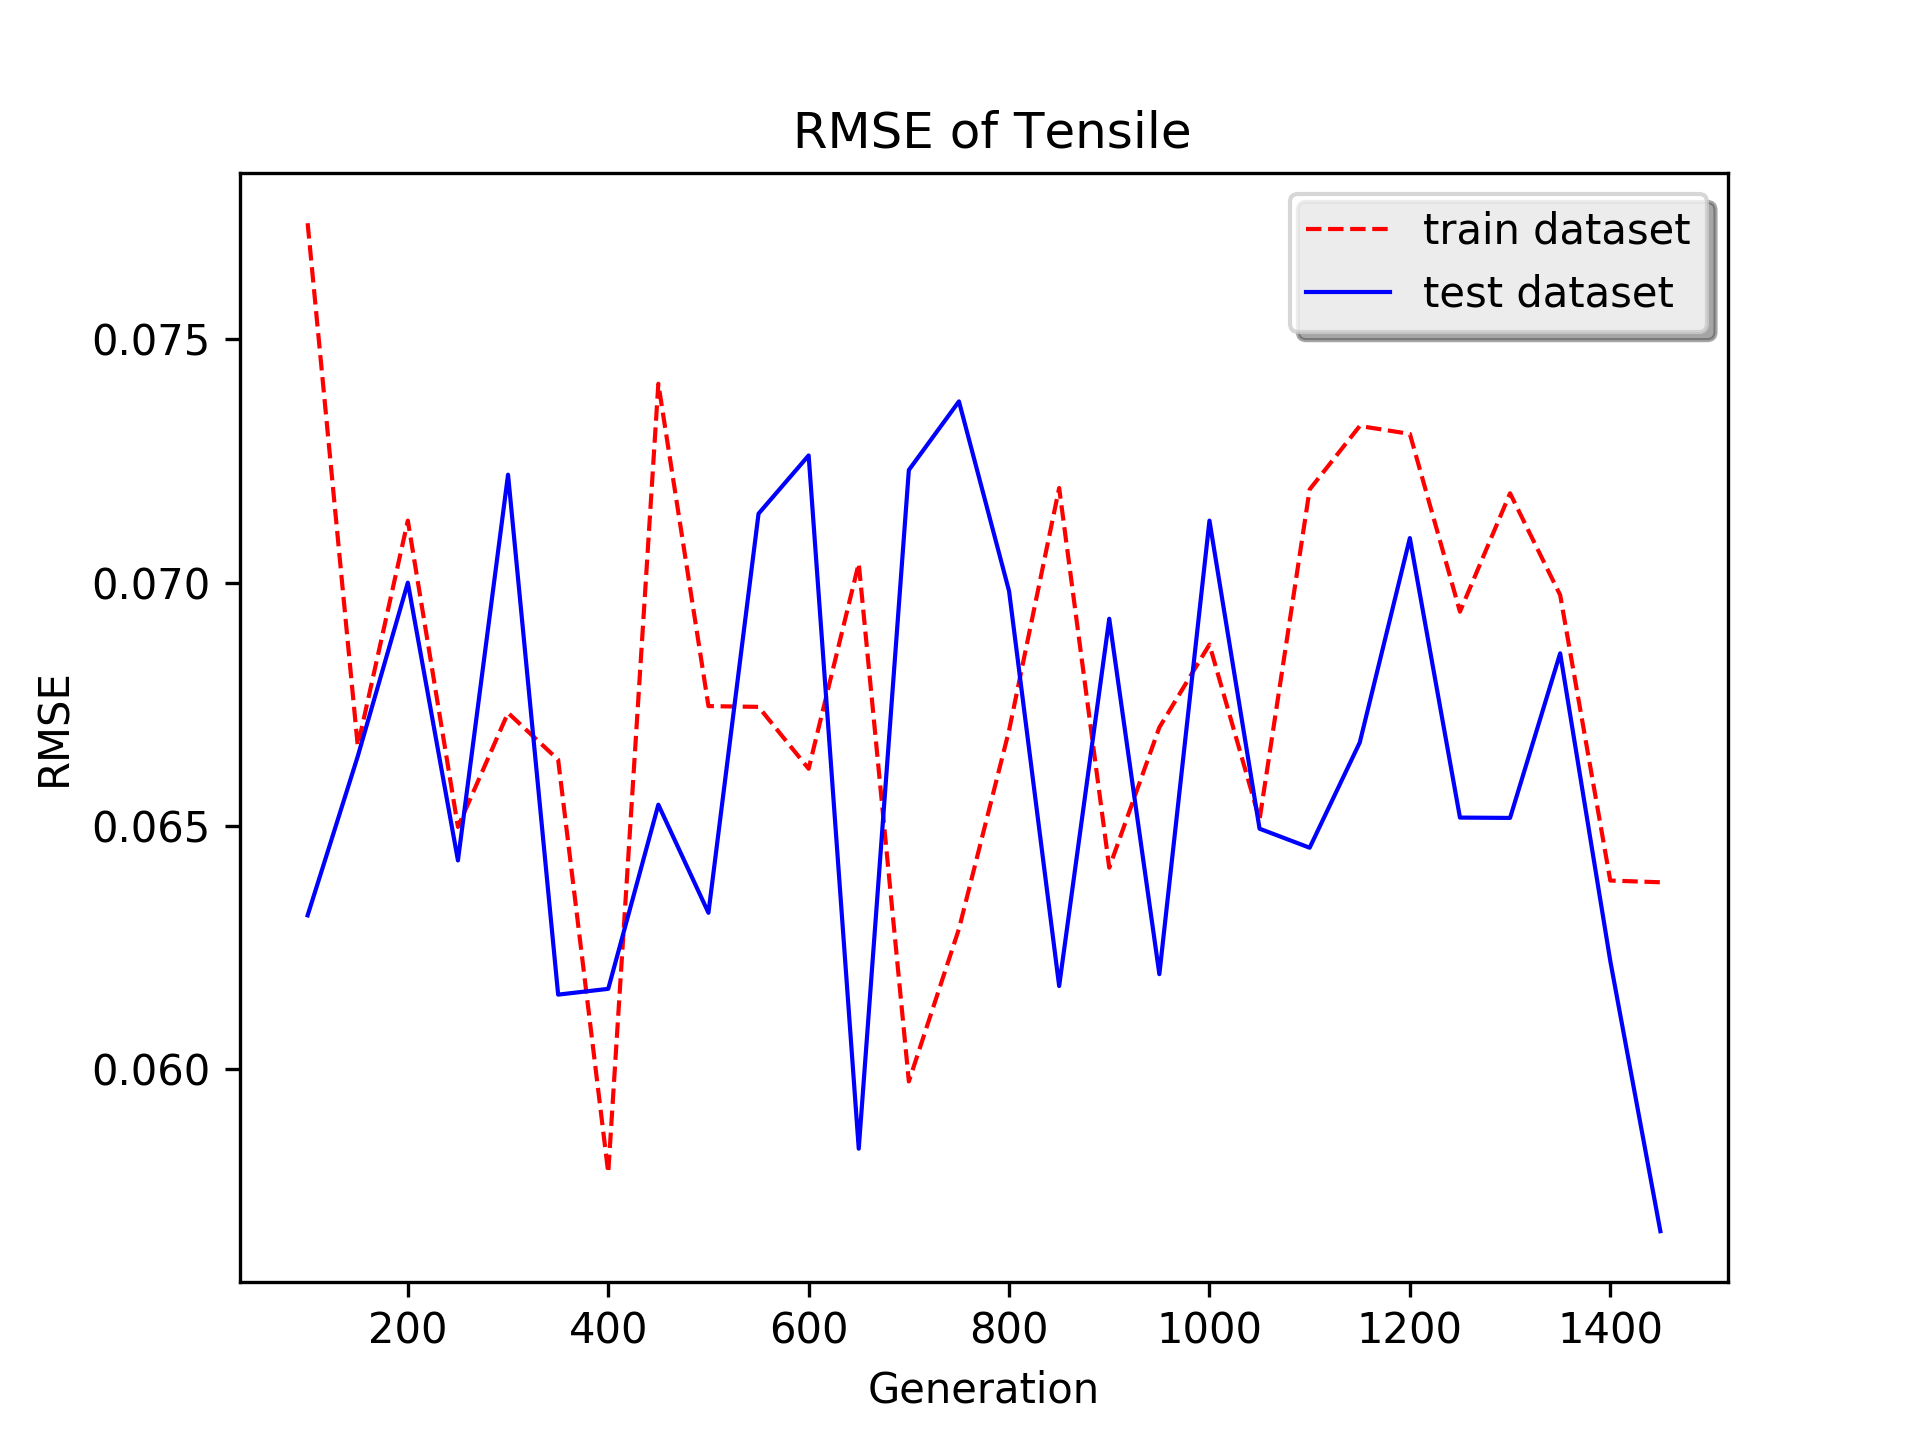 RMSE of Tensile
train dataset
test dataset
0.075
0.070
0.065
0.060
RMSE
200 400 600 800 1000 1200 1400
Generation